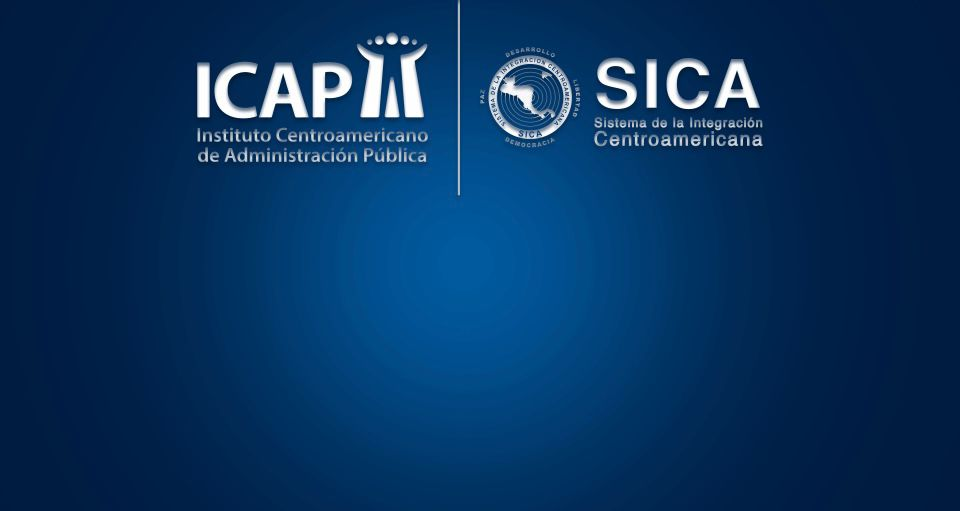 ICAP
Instituto Centroamericano
de Administración Pública
DESARROLLO
PAZ
LIBERTAD
DEMOCRACIA
SISTEMA DE LA INTEGRACIÓN CENTROAMERICANA
SICA
SICA
Sistema de la Integración
Centroamericana